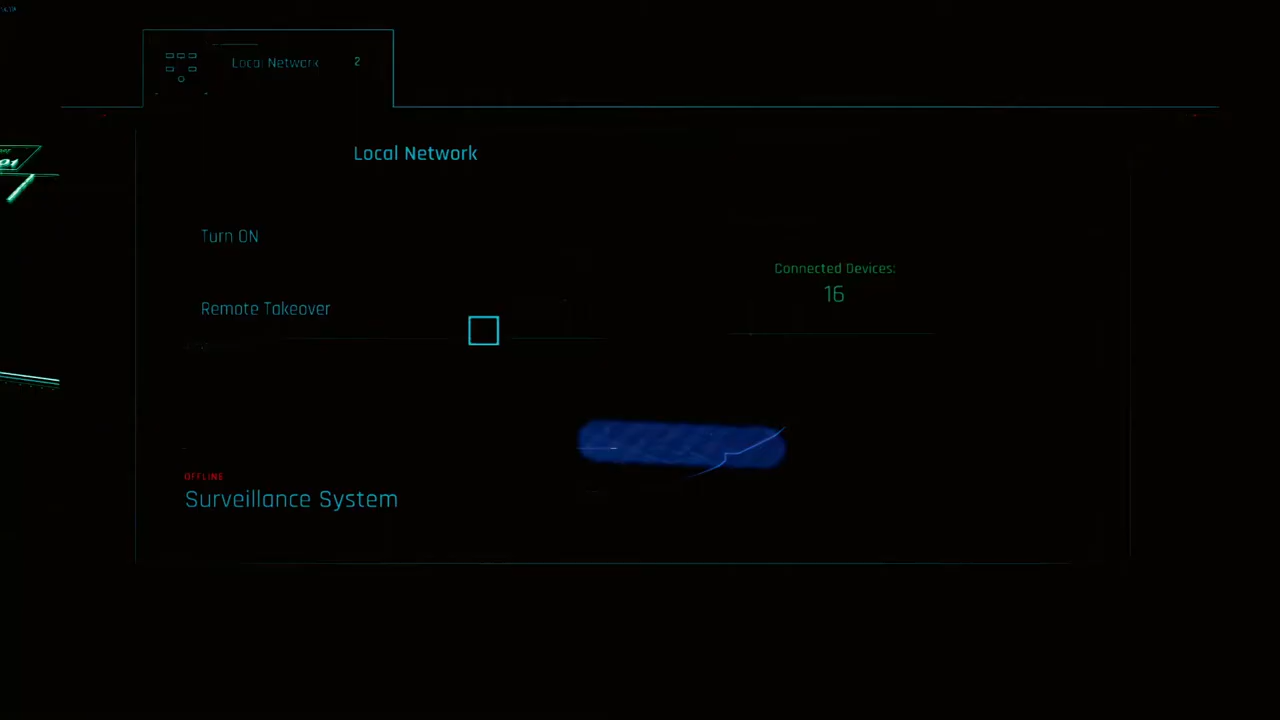 Local Network 2
Local Network
Turn ON
Connected Devices:
16
Remote Takeover
OFFLINE
Surveillance System